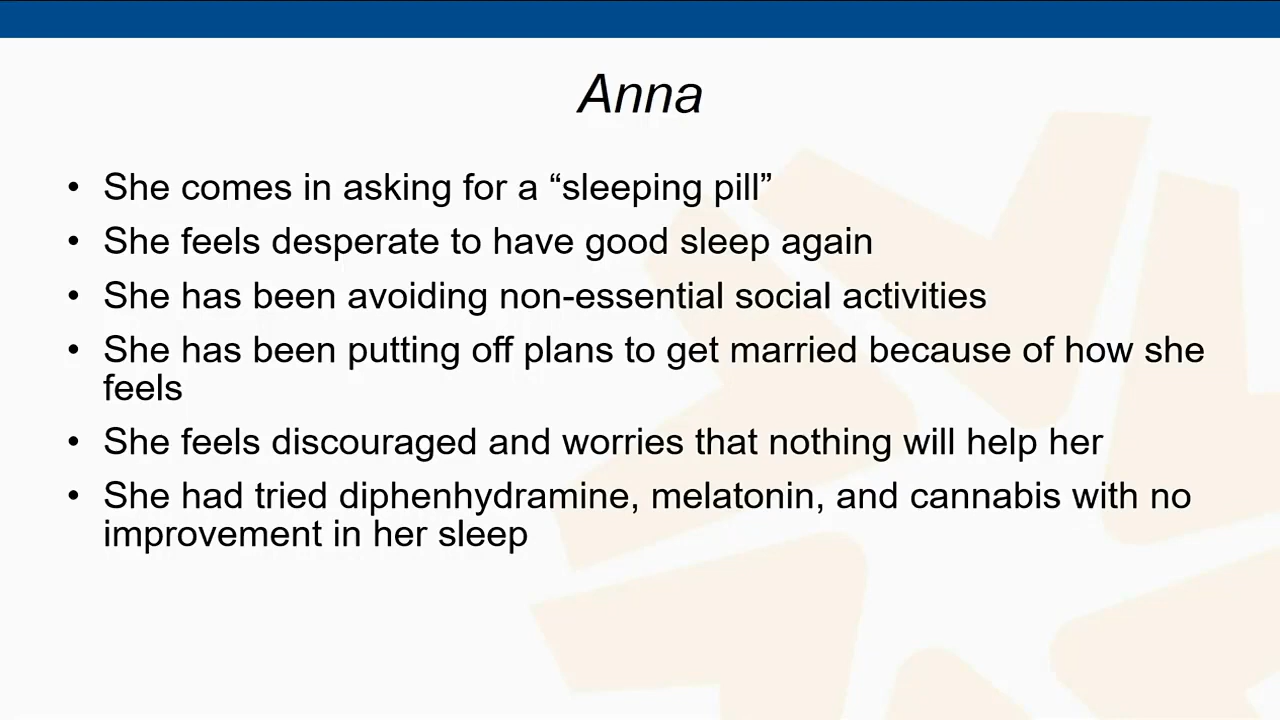 Anna
• She comes in asking for a “sleeping pill”
• She feels desperate to have good sleep again
• She has been avoiding non-essential social activities
• She has been putting off plans to get married because of how she
feels
• She feels discouraged and worries that nothing will help her
• She had tried diphenhydramine, melatonin, and cannabis with no
improvement in her sleep